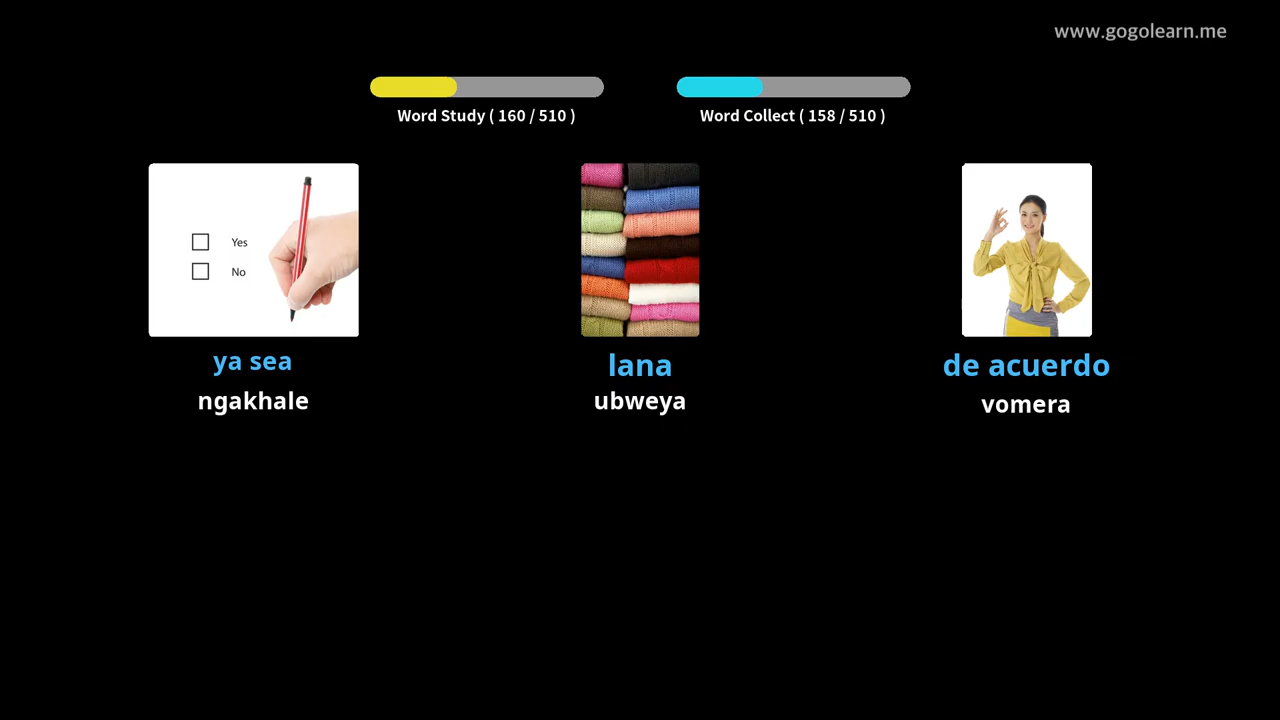 www.gogolearn.me
Word Study ( 160 / 510 )
Word Collect ( 158 / 510 )
Yes
No
ya sea
ngakhale
lana
ubweya
de acuerdo
vomera